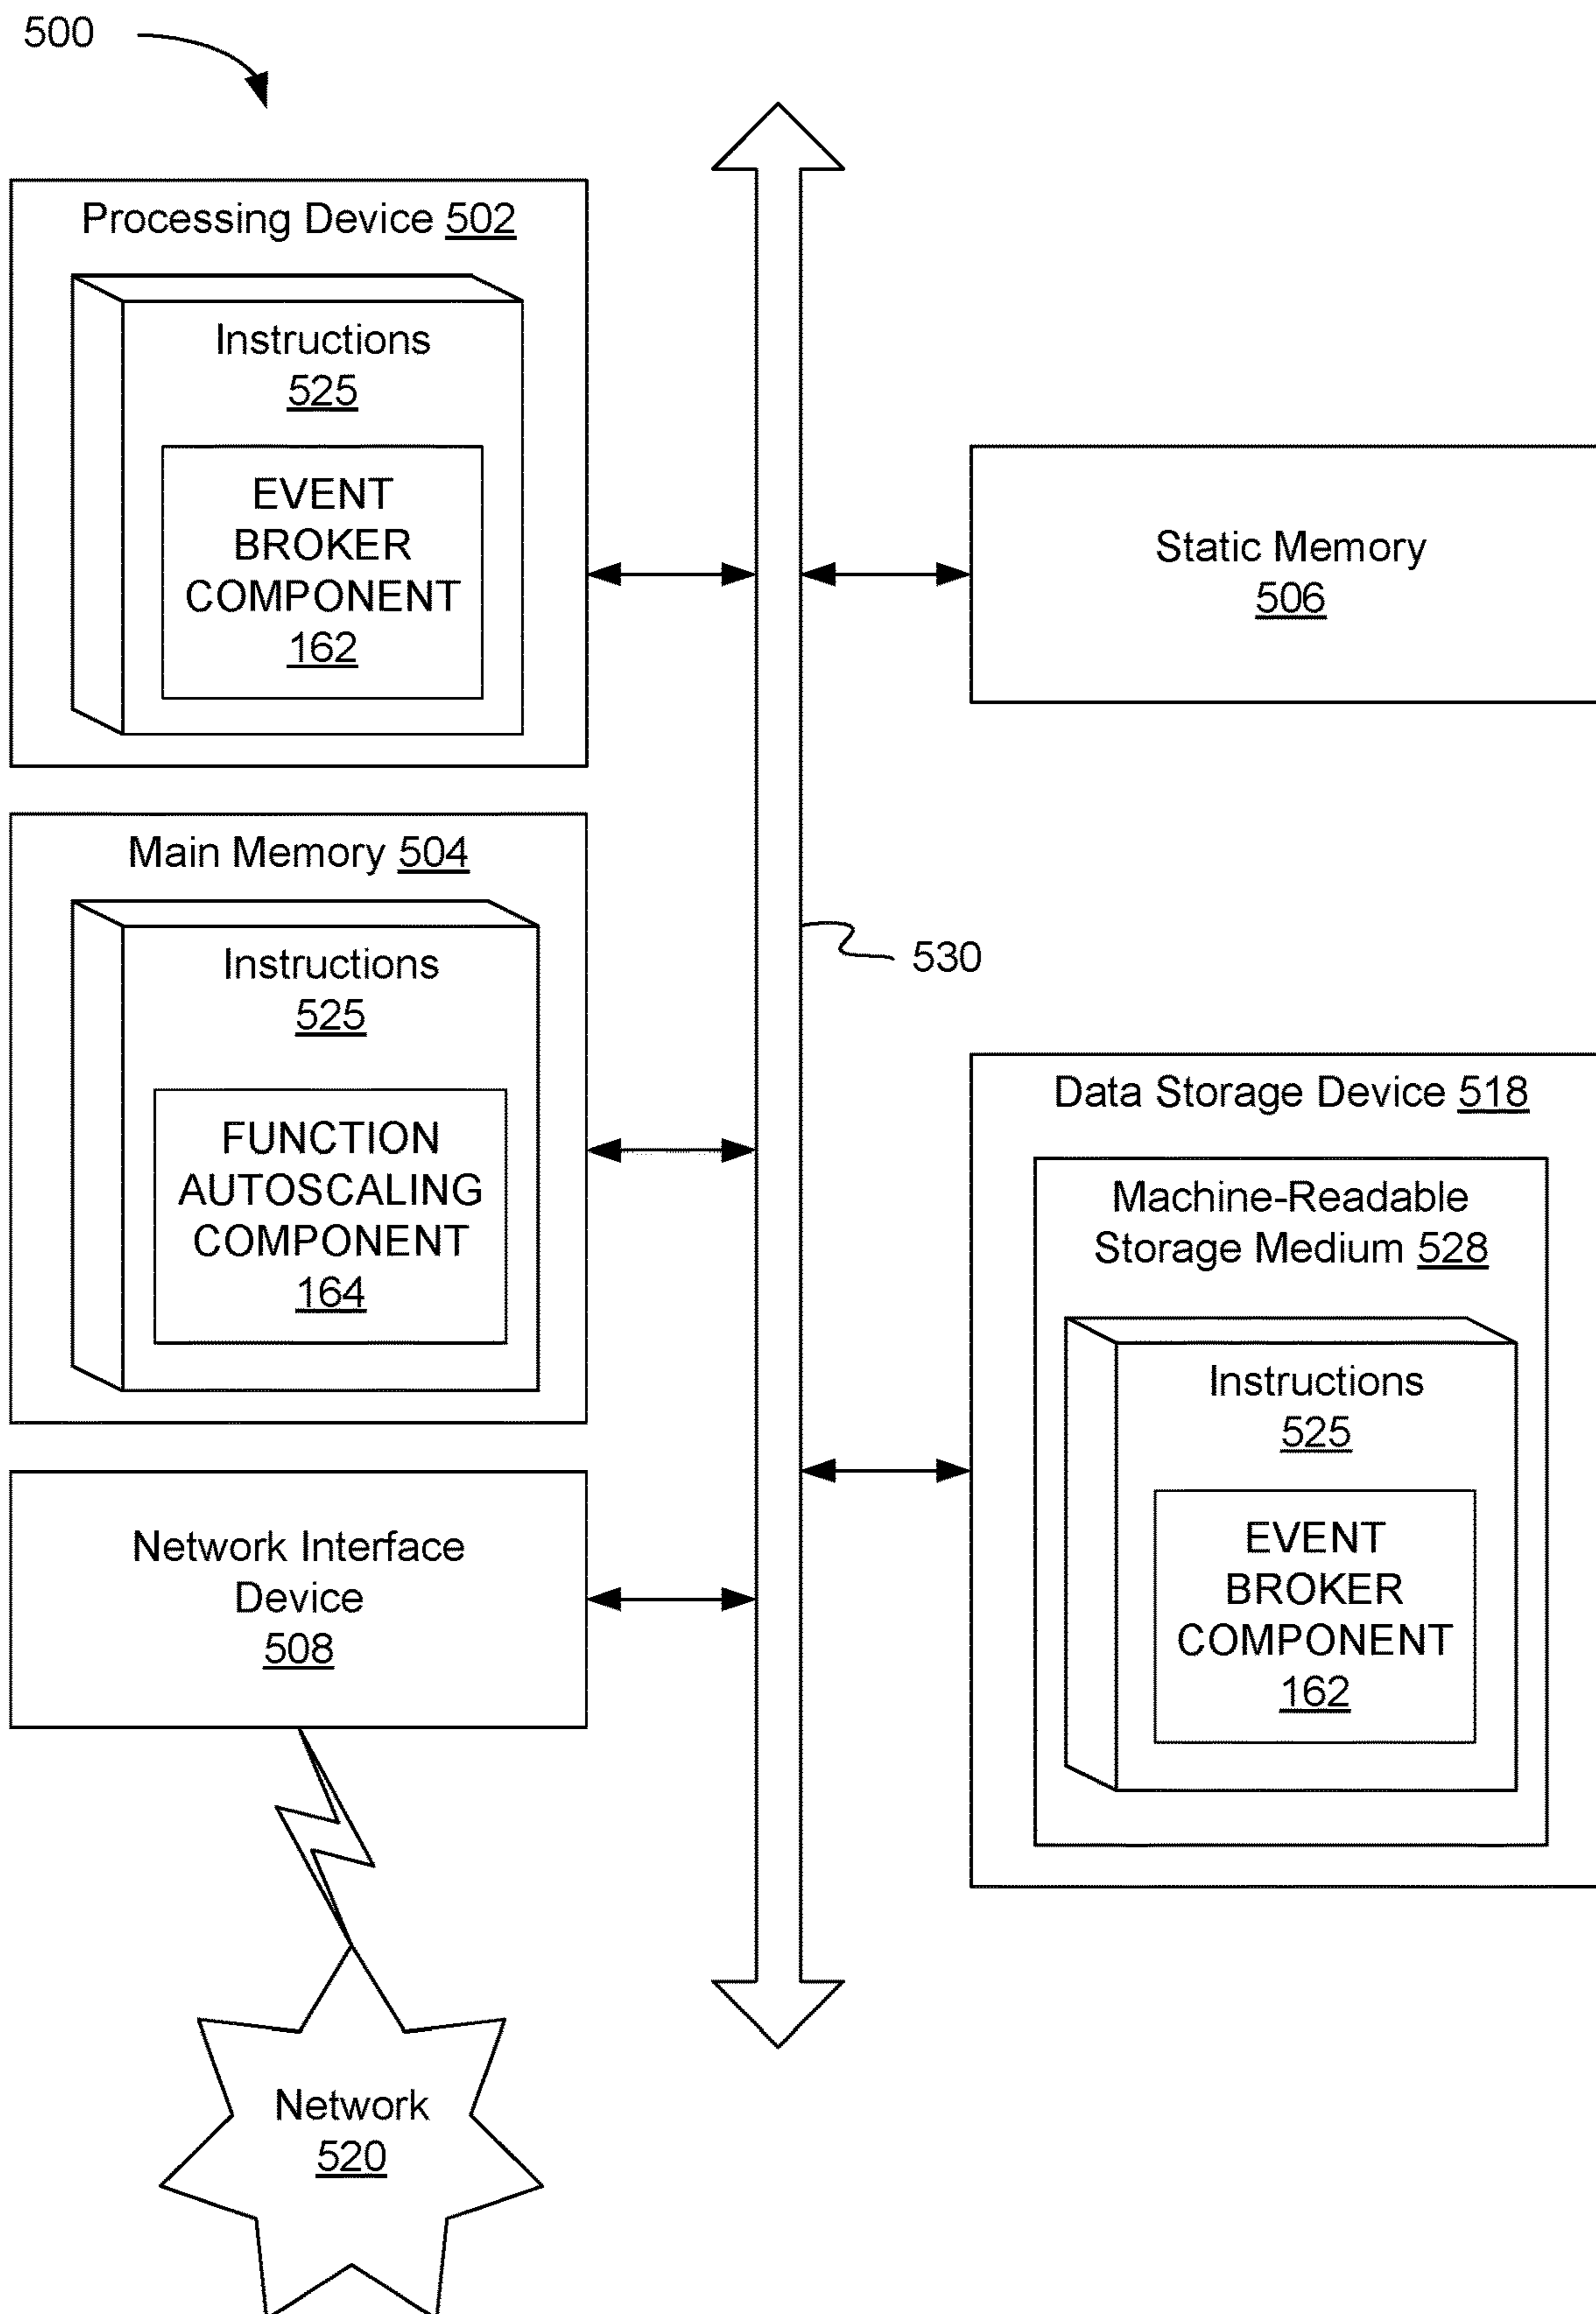 500
Processing Device 502
Instructions
525
EVENT
BROKER
COMPONENT
162
Static Memory
506
Main Memory 504
Instructions
525
FUNCTION
AUTOSCALING
COMPONENT
164
530
Data Storage Device 518
Machine-Readable
Storage Medium 528
Instructions
525
EVENT
BROKER
COMPONENT
162
Network Interface
Device
508
Network
520